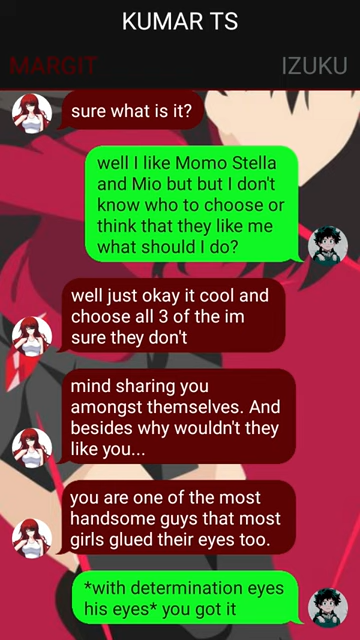 KUMAR TS
MARGIT
IZUKU
sure what is it?
well I like Momo Stella
and Mio but but I don't
know who to choose or
think that they like me
what should I do?
well just okay it cool and
choose all 3 of the im
sure they don't
mind sharing you
amongst themselves. And
besides why wouldn't they
like you...
you are one of the most
handsome guys that most
girls glued their eyes too.
*with determination eyes
his eyes* you got it